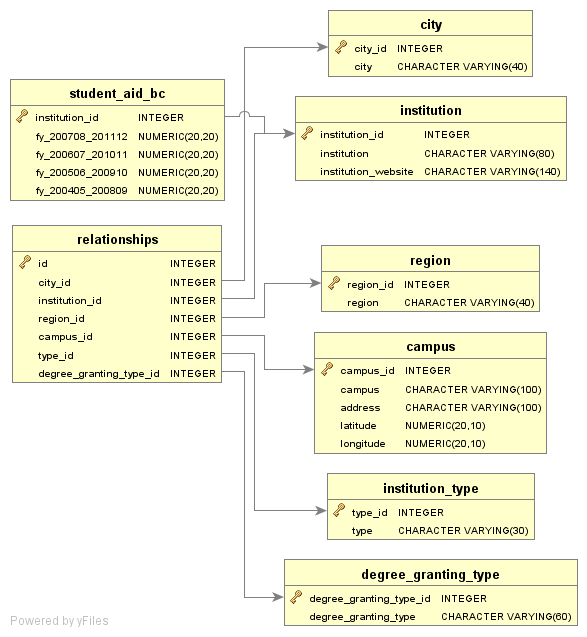 city
city_id INTEGER
city CHARACTER VARYING(40)
student_aid_bc
institution_id INTEGER
fy_200708_201112 NUMERIC(20,20)
fy_200607_201011 NUMERIC(20,20)
fy_200506_200910 NUMERIC(20,20)
fy_200405_200809 NUMERIC(20,20)
institution
institution_id INTEGER
institution CHARACTER VARYING(80)
institution_website CHARACTER VARYING(140)
relationships
id INTEGER
city_id INTEGER
institution_id INTEGER
region_id INTEGER
campus_id INTEGER
type_id INTEGER
degree_granting_type_id INTEGER
region
region_id INTEGER
region CHARACTER VARYING(40)
campus
campus_id INTEGER
campus CHARACTER VARYING(100)
address CHARACTER VARYING(100)
latitude NUMERIC(20,10)
longitude NUMERIC(20,10)
institution_type
type_id INTEGER
type CHARACTER VARYING(30)
degree_granting_type
degree_granting_type_id INTEGER
degree_granting_type CHARACTER VARYING(60)
Powered by yFiles